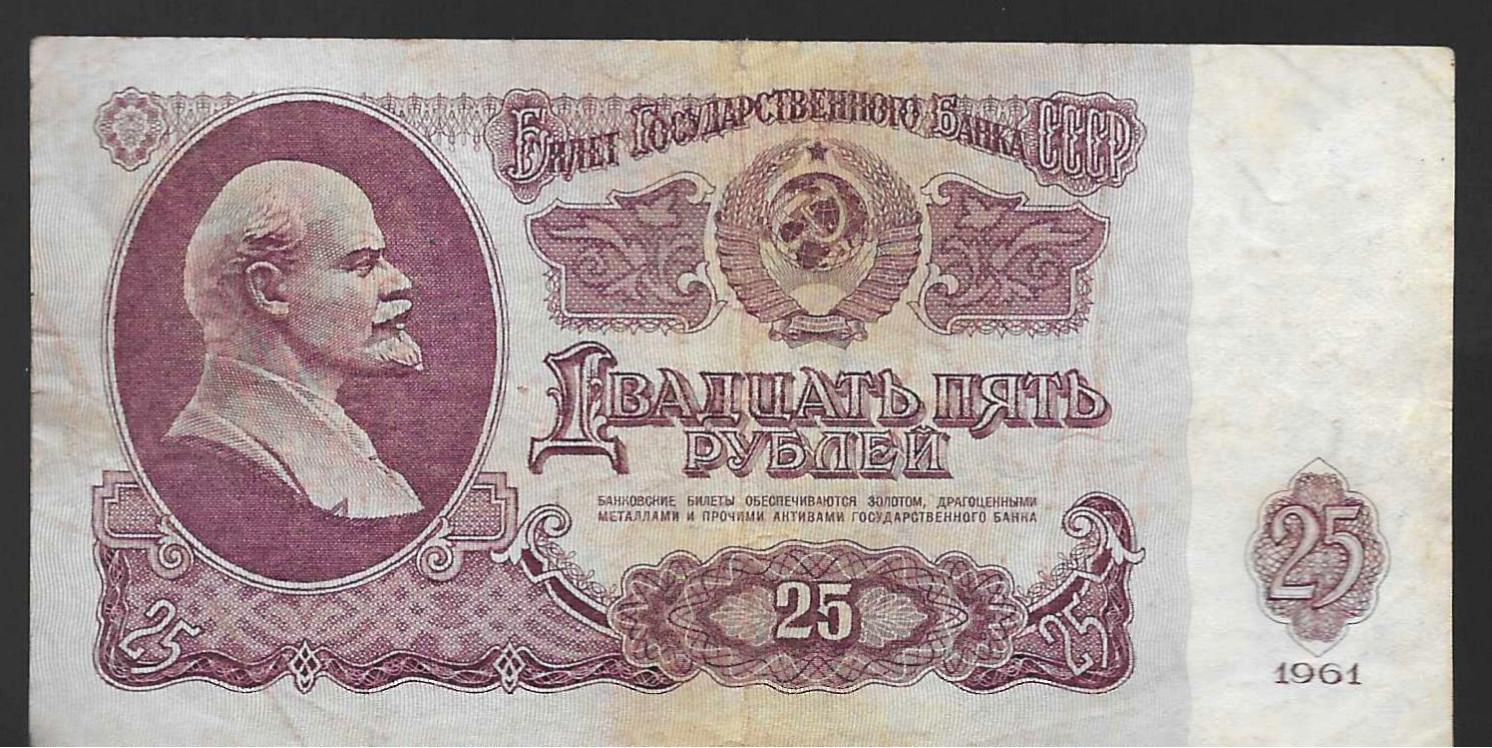 Билет Государственного Банка СССР
Двадцать пять
рублей
БАНКОВСКИЕ БИЛЕТЫ ОБЕСПЕЧИВАЮТСЯ ЗОЛОТОМ, ДРАГОЦЕННЫМИ
МЕТАЛЛАМИ И ПРОЧИМИ АКТИВАМИ ГОСУДАРСТВЕННОГО БАНКА
25
25
25
25
1961